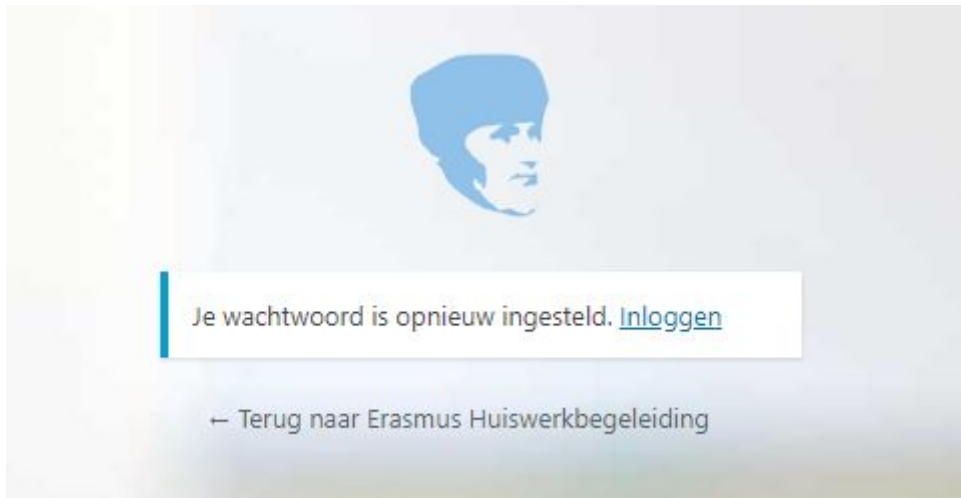 Je wachtwoord is opnieuw ingesteld. Inloggen
← Terug naar Erasmus Huiswerkbegeleiding